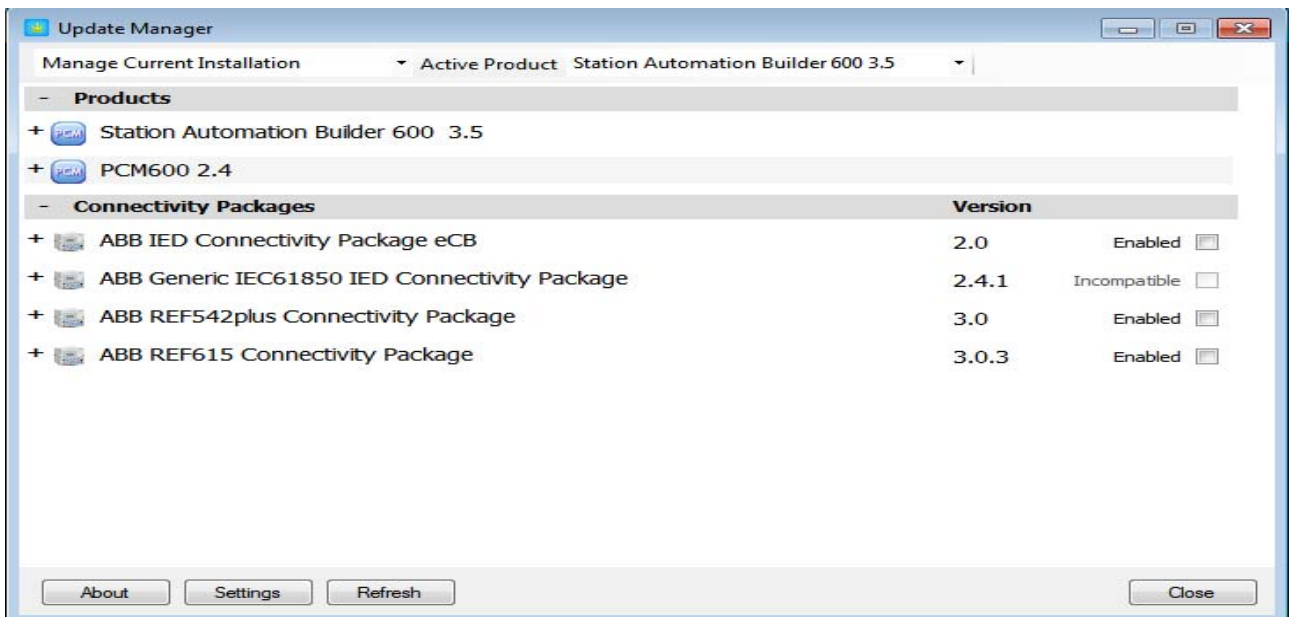 Update Manager
Manage Current Installation Active Product Station Automation Builder 600 3.5
- Products
+ PCM Station Automation Builder 600 3.5
+ PCM PCM600 2.4
- Connectivity Packages Version
+ ABB IED Connectivity Package eCB 2.0 Enabled
+ ABB Generic IEC61850 IED Connectivity Package 2.4.1 Incompatible
+ ABB REF542plus Connectivity Package 3.0 Enabled
+ ABB REF615 Connectivity Package 3.0.3 Enabled
About Settings Refresh Close